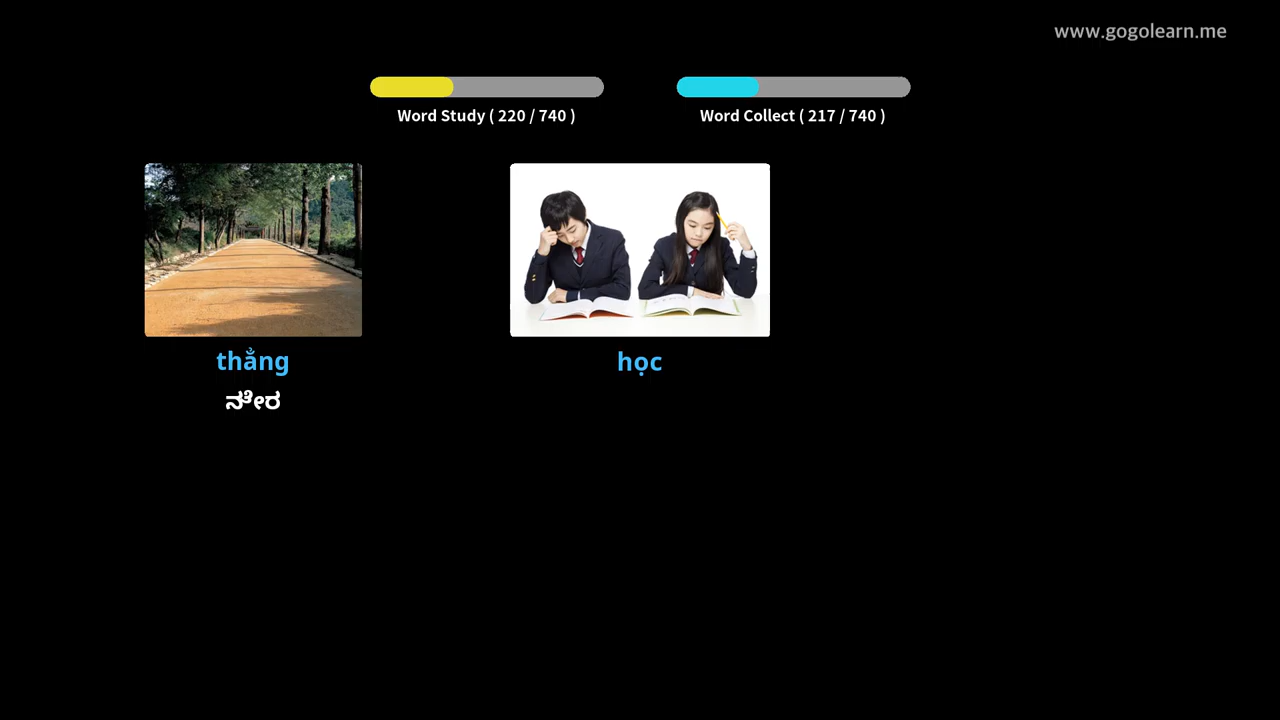 www.gogolearn.me
Word Study ( 220 / 740 )
Word Collect ( 217 / 740 )
thẳng
học
ನೇರ